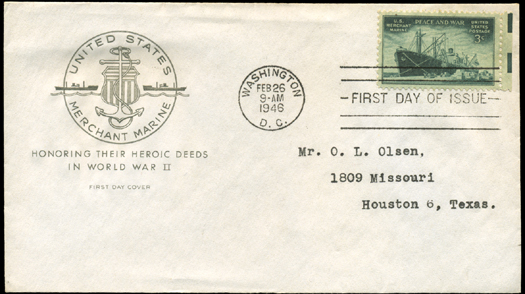 UNITED STATES
MERCHANT MARINE
HONORING THEIR HEROIC DEEDS
IN WORLD WAR II
FIRST DAY COVER
WASHINGTON
FEB 26
9-AM
1946
D. C.
U.S.
MERCHANT
MARINE
PEACE AND WAR
UNITED
STATES
POSTAGE
3¢
FIRST DAY OF ISSUE
Mr. O. L. Olsen,
1809 Missouri
Houston 6, Texas.